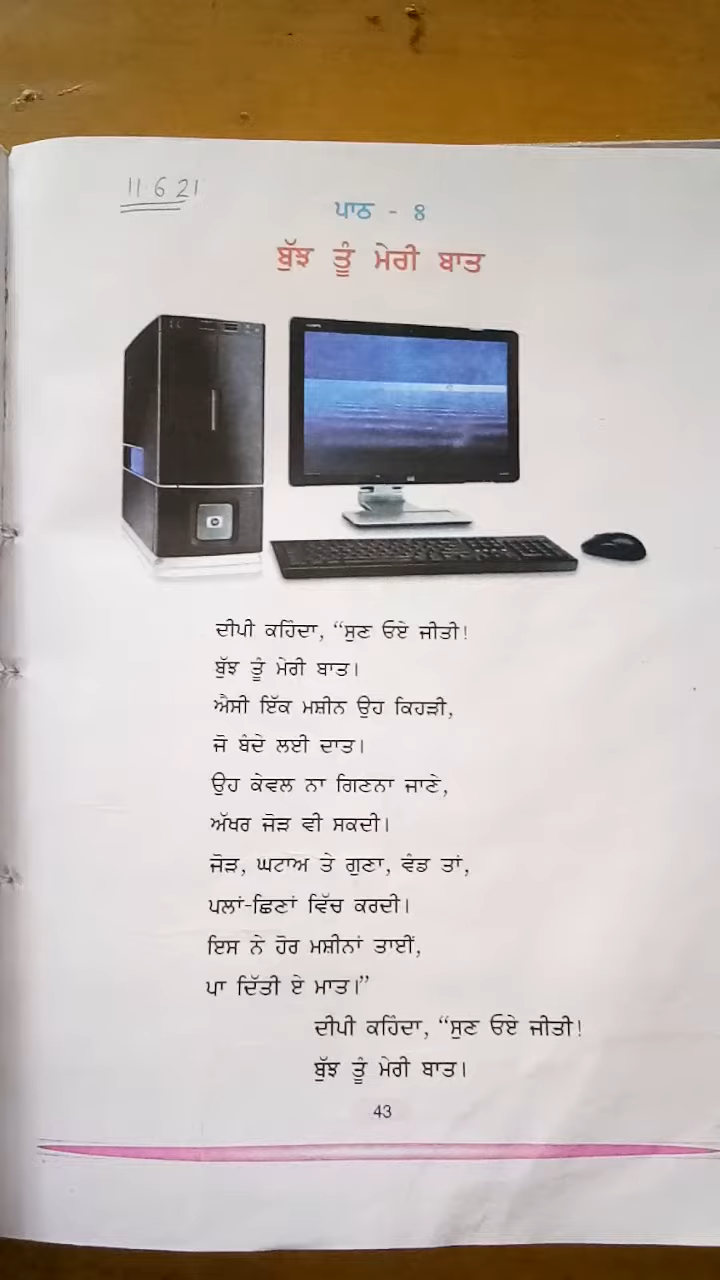 11.6.21
ਪਾਠ - 8
ਬੁੱਝ ਤੂੰ ਮੇਰੀ ਬਾਤ
ਦੀਪੀ ਕਹਿੰਦਾ, “ਸੁਣ ਓਏ ਜੀਤੀ!
ਬੁੱਝ ਤੂੰ ਮੇਰੀ ਬਾਤ।
ਐਸੀ ਇੱਕ ਮਸ਼ੀਨ ਉਹ ਕਿਹੜੀ,
ਜੋ ਬੰਦੇ ਲਈ ਦਾਤ।
ਉਹ ਕੇਵਲ ਨਾ ਗਿਣਨਾ ਜਾਣੇ,
ਅੱਖਰ ਜੋੜ ਵੀ ਸਕਦੀ।
ਜੋੜ, ਘਟਾਅ ਤੇ ਗੁਣਾ, ਵੰਡ ਤਾਂ,
ਪਲਾਂ-ਛਿਣਾਂ ਵਿੱਚ ਕਰਦੀ।
ਇਸ ਨੇ ਹੋਰ ਮਸ਼ੀਨਾਂ ਤਾਈਂ,
ਪਾ ਦਿੱਤੀ ਏ ਮਾਤ।”
ਦੀਪੀ ਕਹਿੰਦਾ, “ਸੁਣ ਓਏ ਜੀਤੀ!
ਬੁੱਝ ਤੂੰ ਮੇਰੀ ਬਾਤ।
43